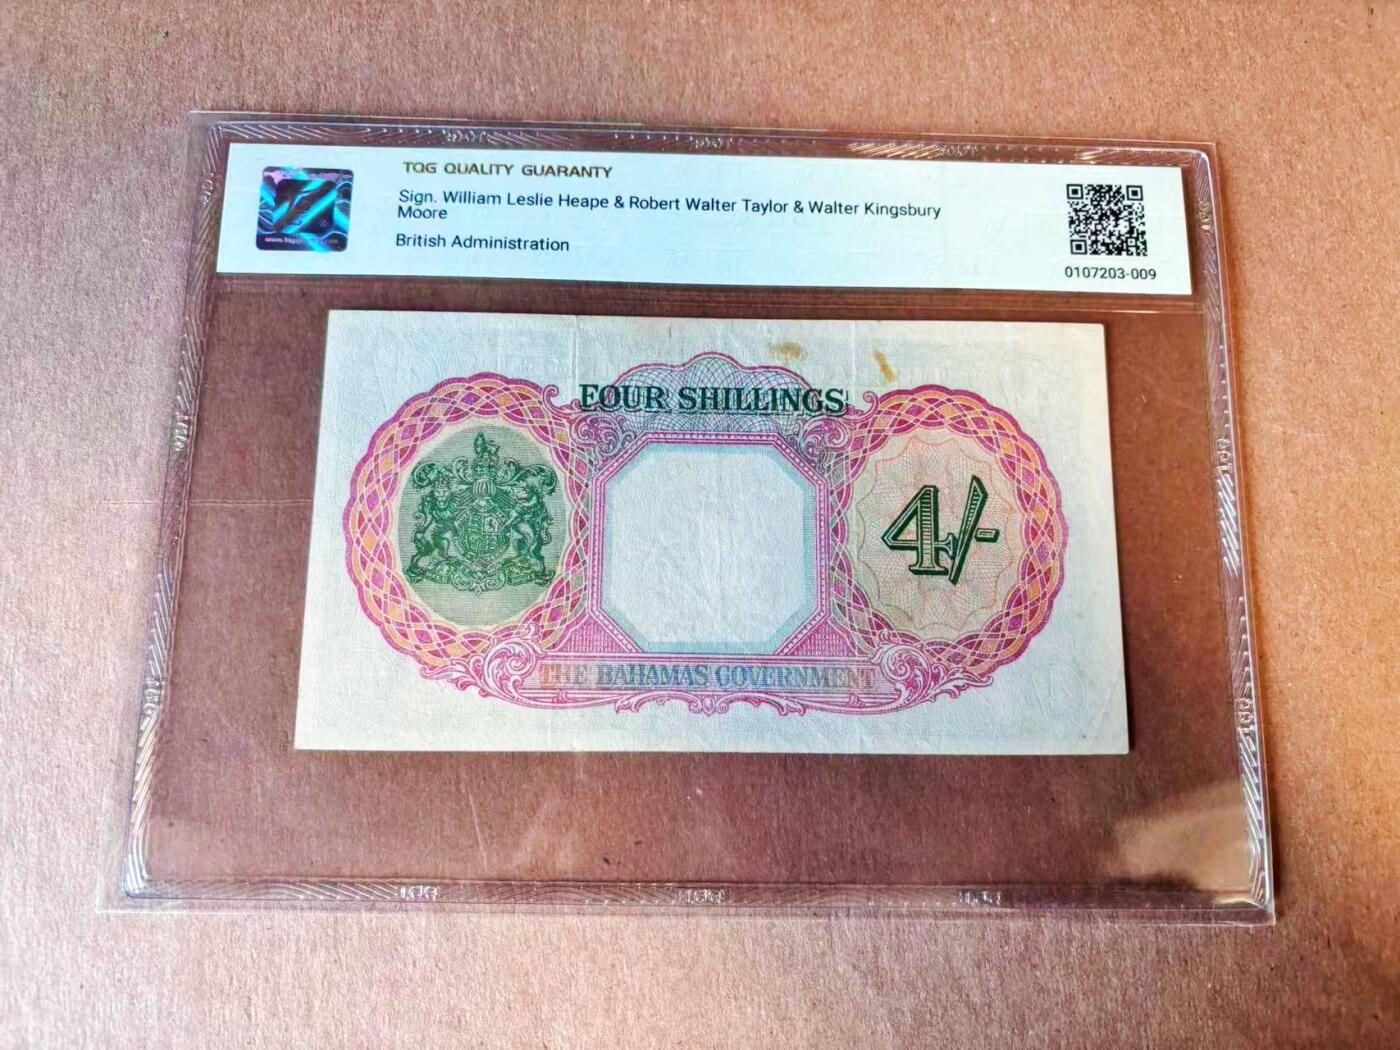 TQG QUALITY GUARANTY
Sign. William Leslie Heape & Robert Walter Taylor & Walter Kingsbury
Moore
British Administration
0107203-009
FOUR SHILLINGS
4/-
THE BAHAMAS GOVERNMENT